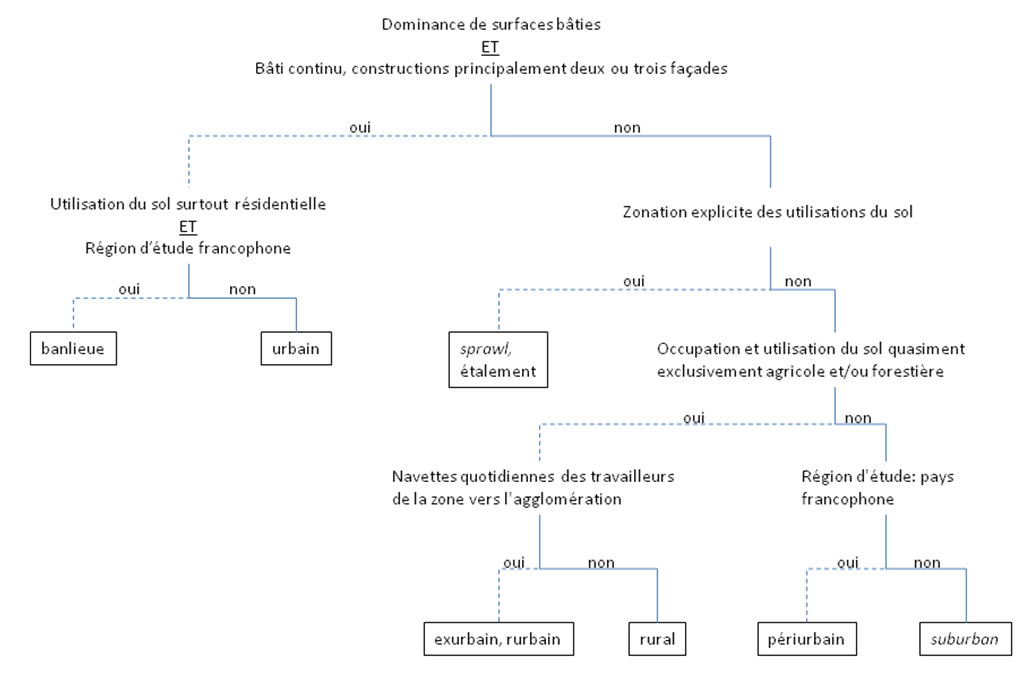 Dominance de surfaces bâties
ET
Bâti continu, constructions principalement deux ou trois façades
oui
non
Utilisation du sol surtout résidentielle
ET
Région d'étude francophone
Zonation explicite des utilisations du sol
oui
non
oui
non
banlieue
urbain
sprawl,
étalement
Occupation et utilisation du sol quasiment
exclusivement agricole et/ou forestière
oui
non
Navettes quotidiennes des travailleurs
de la zone vers l'agglomération
Région d'étude: pays
francophone
oui
non
oui
non
exurbain, rurbain
rural
périurbain
suburban